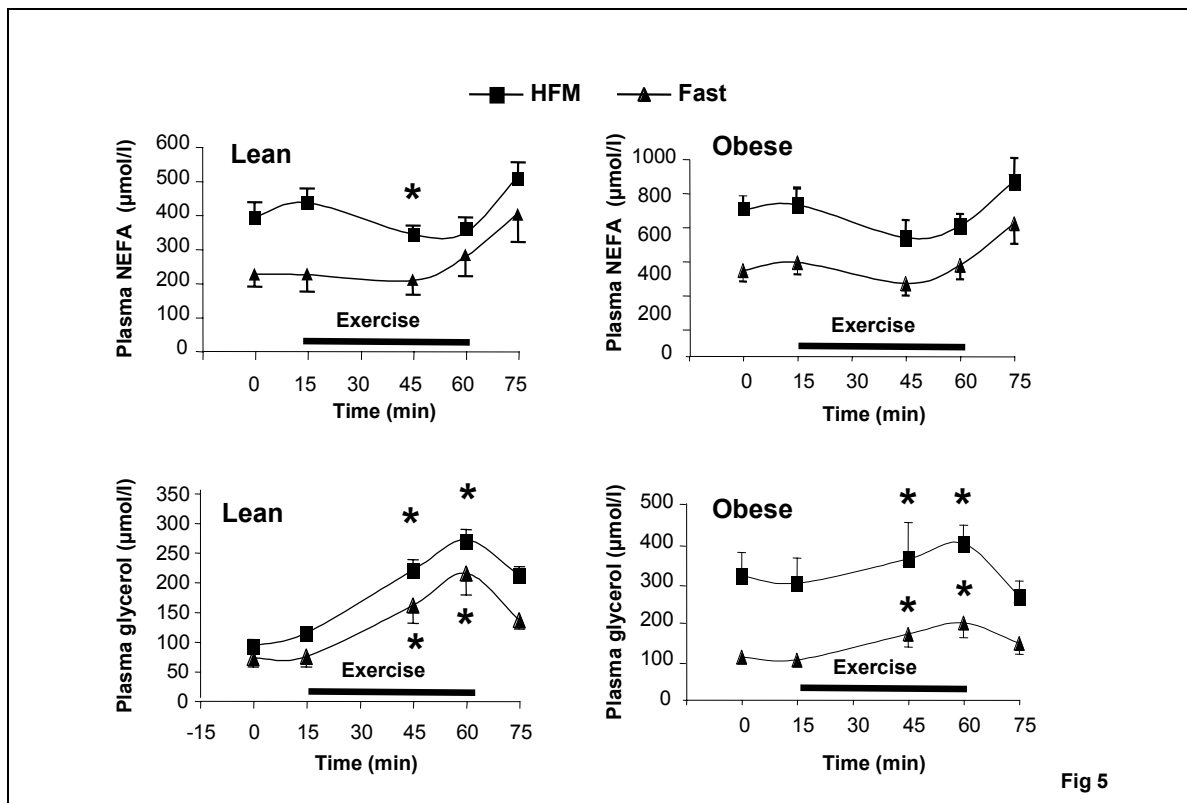 HFM Fast
Lean
*
Plasma NEFA (µmol/l)
600
500
400
300
200
100
0
Exercise
0 15 30 45 60 75
Time (min)
Obese
Plasma NEFA (µmol/l)
1000
800
600
400
200
0
Exercise
0 15 30 45 60 75
Time (min)
Lean
* *
* *
Plasma glycerol (µmol/l)
350
300
250
200
150
100
50
0
Exercise
-15 0 15 30 45 60 75
Time (min)
Obese
* *
* *
Plasma glycerol (µmol/l)
500
400
300
200
100
0
Exercise
0 15 30 45 60 75
Time (min)
Fig 5